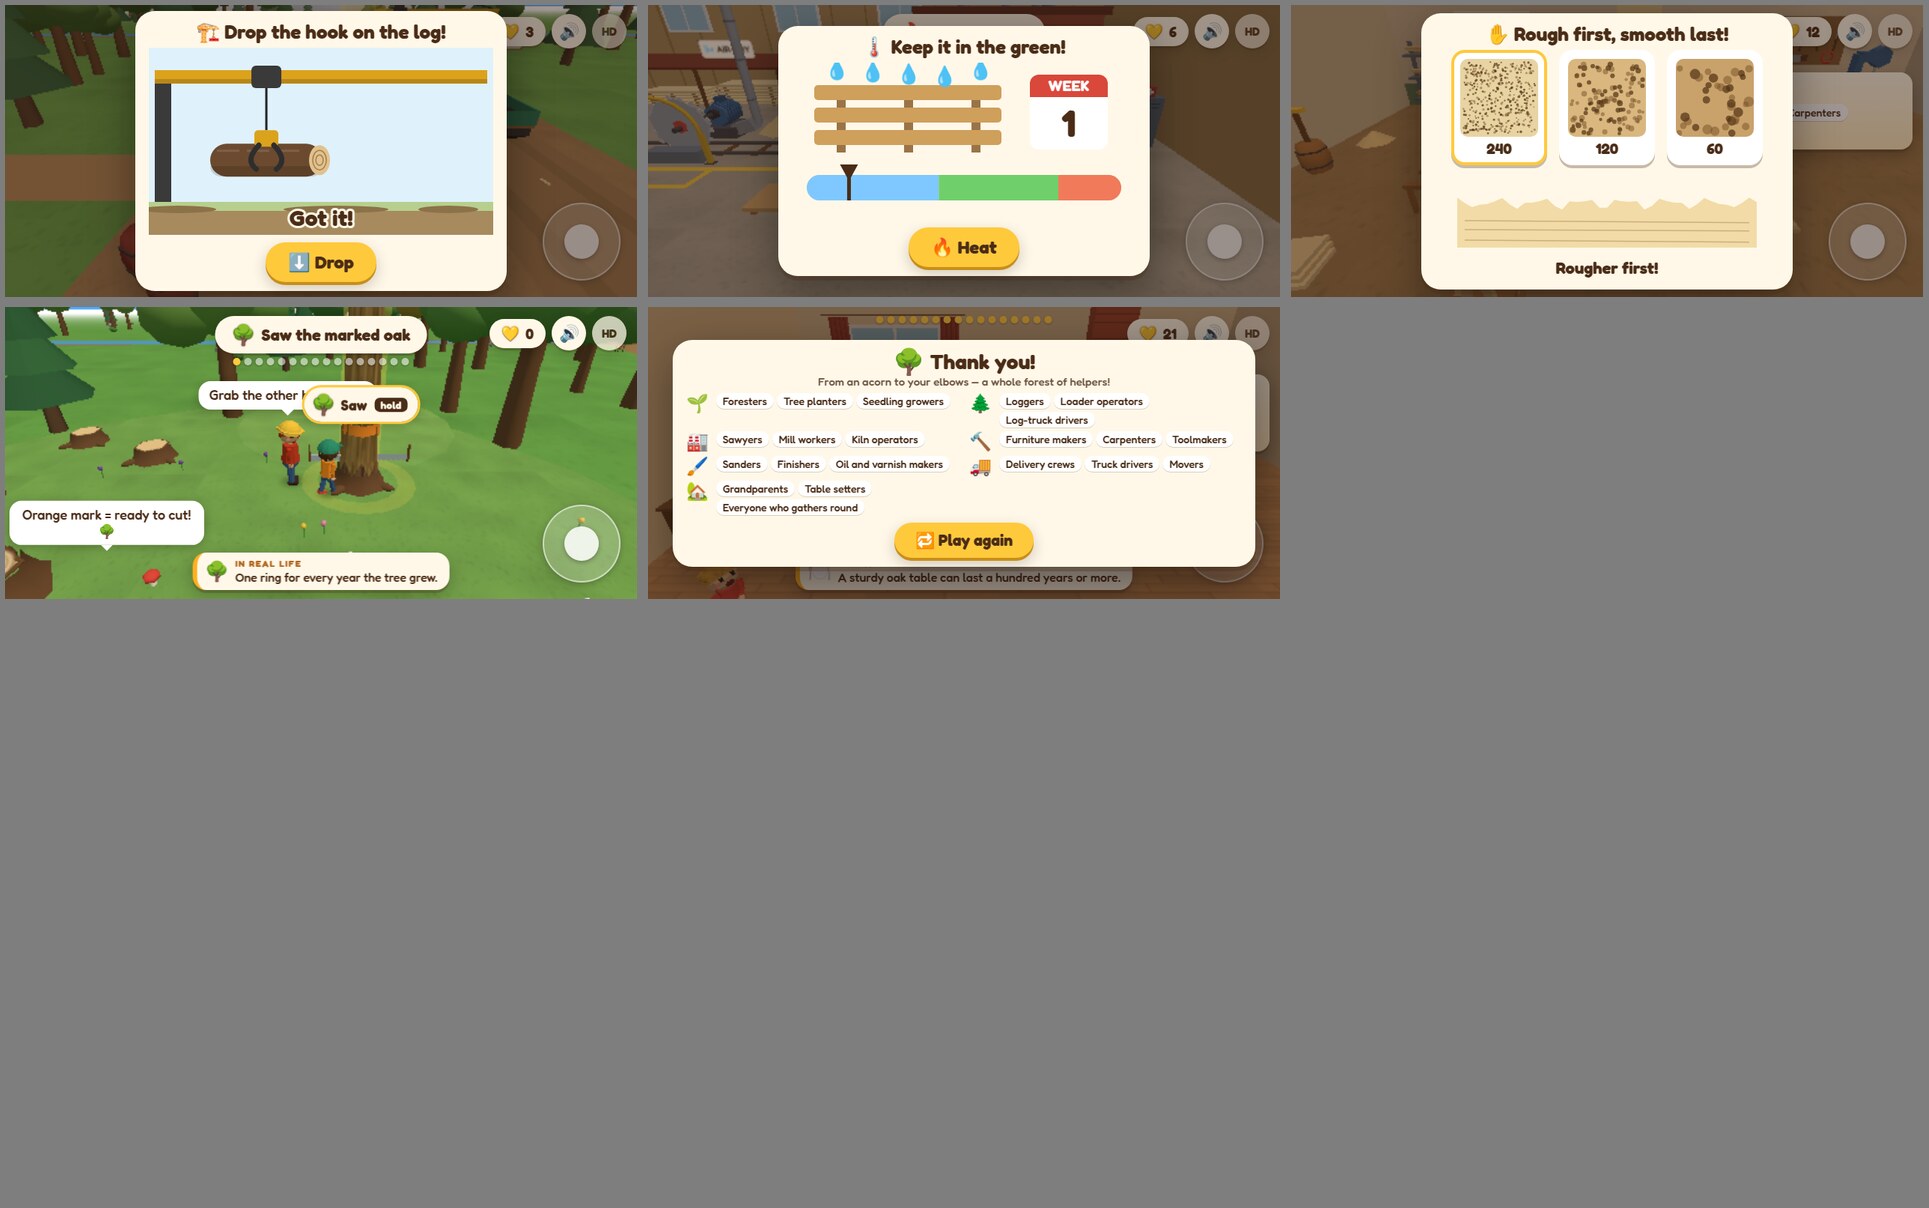 Drop the hook on the log!
3
HD
Got it!
Drop
Keep it in the green!
6
HD
WEEK
1
Heat
Rough first, smooth last!
12
HD
240
120
60
Carpenters
Rougher first!
Saw the marked oak
0
HD
Grab the other
Saw hold
Orange mark = ready to cut!
IN REAL LIFE
One ring for every year the tree grew.
21
HD
Thank you!
From an acorn to your elbows — a whole forest of helpers!
Foresters Tree planters Seedling growers
Loggers Loader operators
Log-truck drivers
Sawyers Mill workers Kiln operators
Furniture makers Carpenters Toolmakers
Sanders Finishers Oil and varnish makers
Delivery crews Truck drivers Movers
Grandparents Table setters
Everyone who gathers round
Play again
A sturdy oak table can last a hundred years or more.